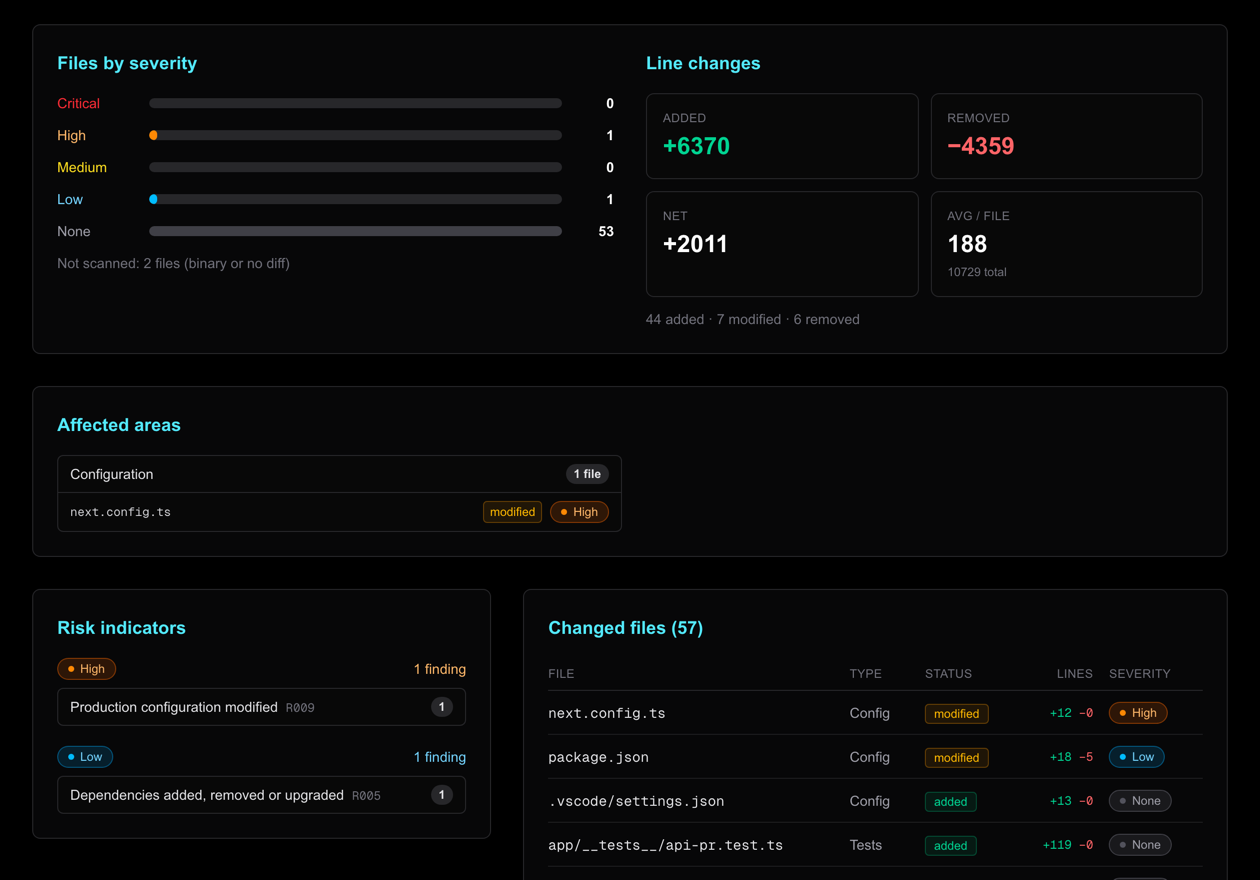 Files by severity
Critical 0
High 1
Medium 0
Low 1
None 53
Not scanned: 2 files (binary or no diff)
Line changes
ADDED
+6370
REMOVED
−4359
NET
+2011
AVG / FILE
188
10729 total
44 added · 7 modified · 6 removed
Affected areas
Configuration 1 file
next.config.ts modified High
Risk indicators
High 1 finding
Production configuration modified R009 1
Low 1 finding
Dependencies added, removed or upgraded R005 1
Changed files (57)
FILE TYPE STATUS LINES SEVERITY
next.config.ts Config modified +12 −0 High
package.json Config modified +18 −5 Low
.vscode/settings.json Config added +13 −0 None
app/__tests__/api-pr.test.ts Tests added +119 −0 None